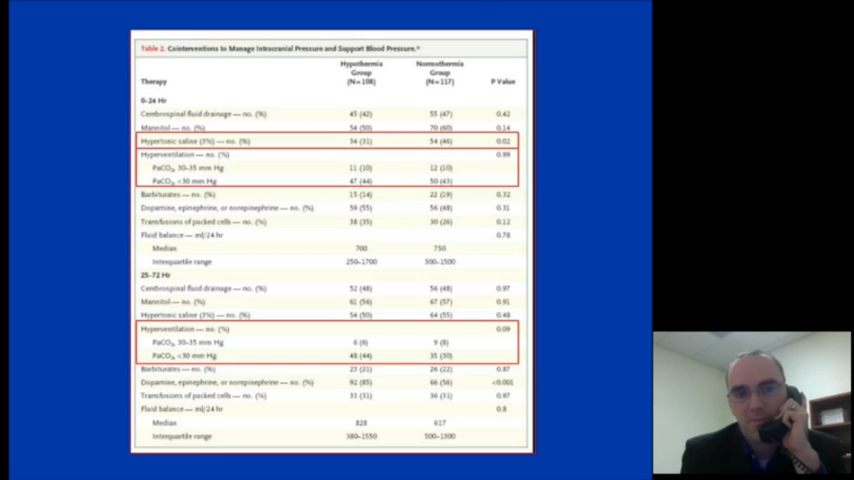 Table 2. Cointerventions to Manage Intracranial Pressure and Support Blood Pressure.*
Therapy Hypothermia Group (N=108) Normothermia Group (N=117) P Value
0–24 Hr
Cerebrospinal fluid drainage — no. (%) 45 (42) 55 (47) 0.42
Mannitol — no. (%) 54 (50) 70 (60) 0.14
Hypertonic saline (3%) — no. (%) 34 (31) 54 (46) 0.02
Hyperventilation — no. (%) 0.99
PaCO₂, 30–35 mm Hg 11 (10) 12 (10)
PaCO₂ <30 mm Hg 47 (44) 50 (43)
Barbiturates — no. (%) 15 (14) 22 (19) 0.32
Dopamine, epinephrine, or norepinephrine — no. (%) 59 (55) 56 (48) 0.31
Transfusions of packed cells — no. (%) 38 (35) 30 (26) 0.12
Fluid balance — ml/24 hr 0.78
Median 700 750
Interquartile range 250–1700 300–1500
25–72 Hr
Cerebrospinal fluid drainage — no. (%) 52 (48) 56 (48) 0.97
Mannitol — no. (%) 61 (56) 67 (57) 0.91
Hypertonic saline (3%) — no. (%) 54 (50) 64 (55) 0.48
Hyperventilation — no. (%) 0.09
PaCO₂, 30–35 mm Hg 6 (6) 9 (8)
PaCO₂ <30 mm Hg 48 (44) 35 (30)
Barbiturates — no. (%) 23 (21) 26 (22) 0.87
Dopamine, epinephrine, or norepinephrine — no. (%) 92 (85) 66 (56) <0.001
Transfusions of packed cells — no. (%) 33 (31) 36 (31) 0.97
Fluid balance — ml/24 hr 0.8
Median 828 617
Interquartile range 380–1550 500–1300